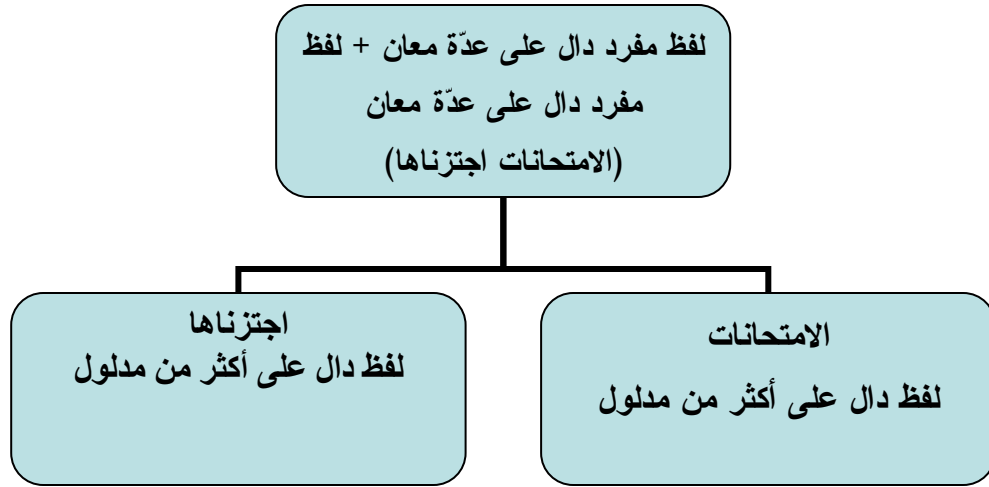 لفظ مفرد دال على عدّة معان + لفظ
مفرد دال على عدّة معان
(الامتحانات اجتزناها)
الامتحانات
لفظ دال على أكثر من مدلول
اجتزناها
لفظ دال على أكثر من مدلول